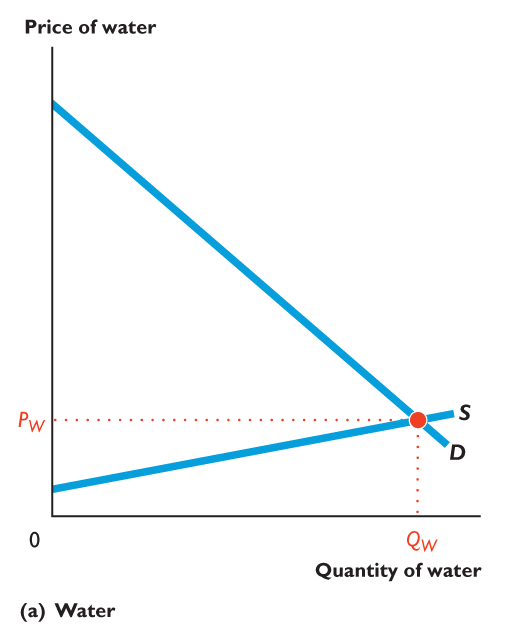 Price of water
S
P_W
D
0
Q_W
Quantity of water
(a) Water